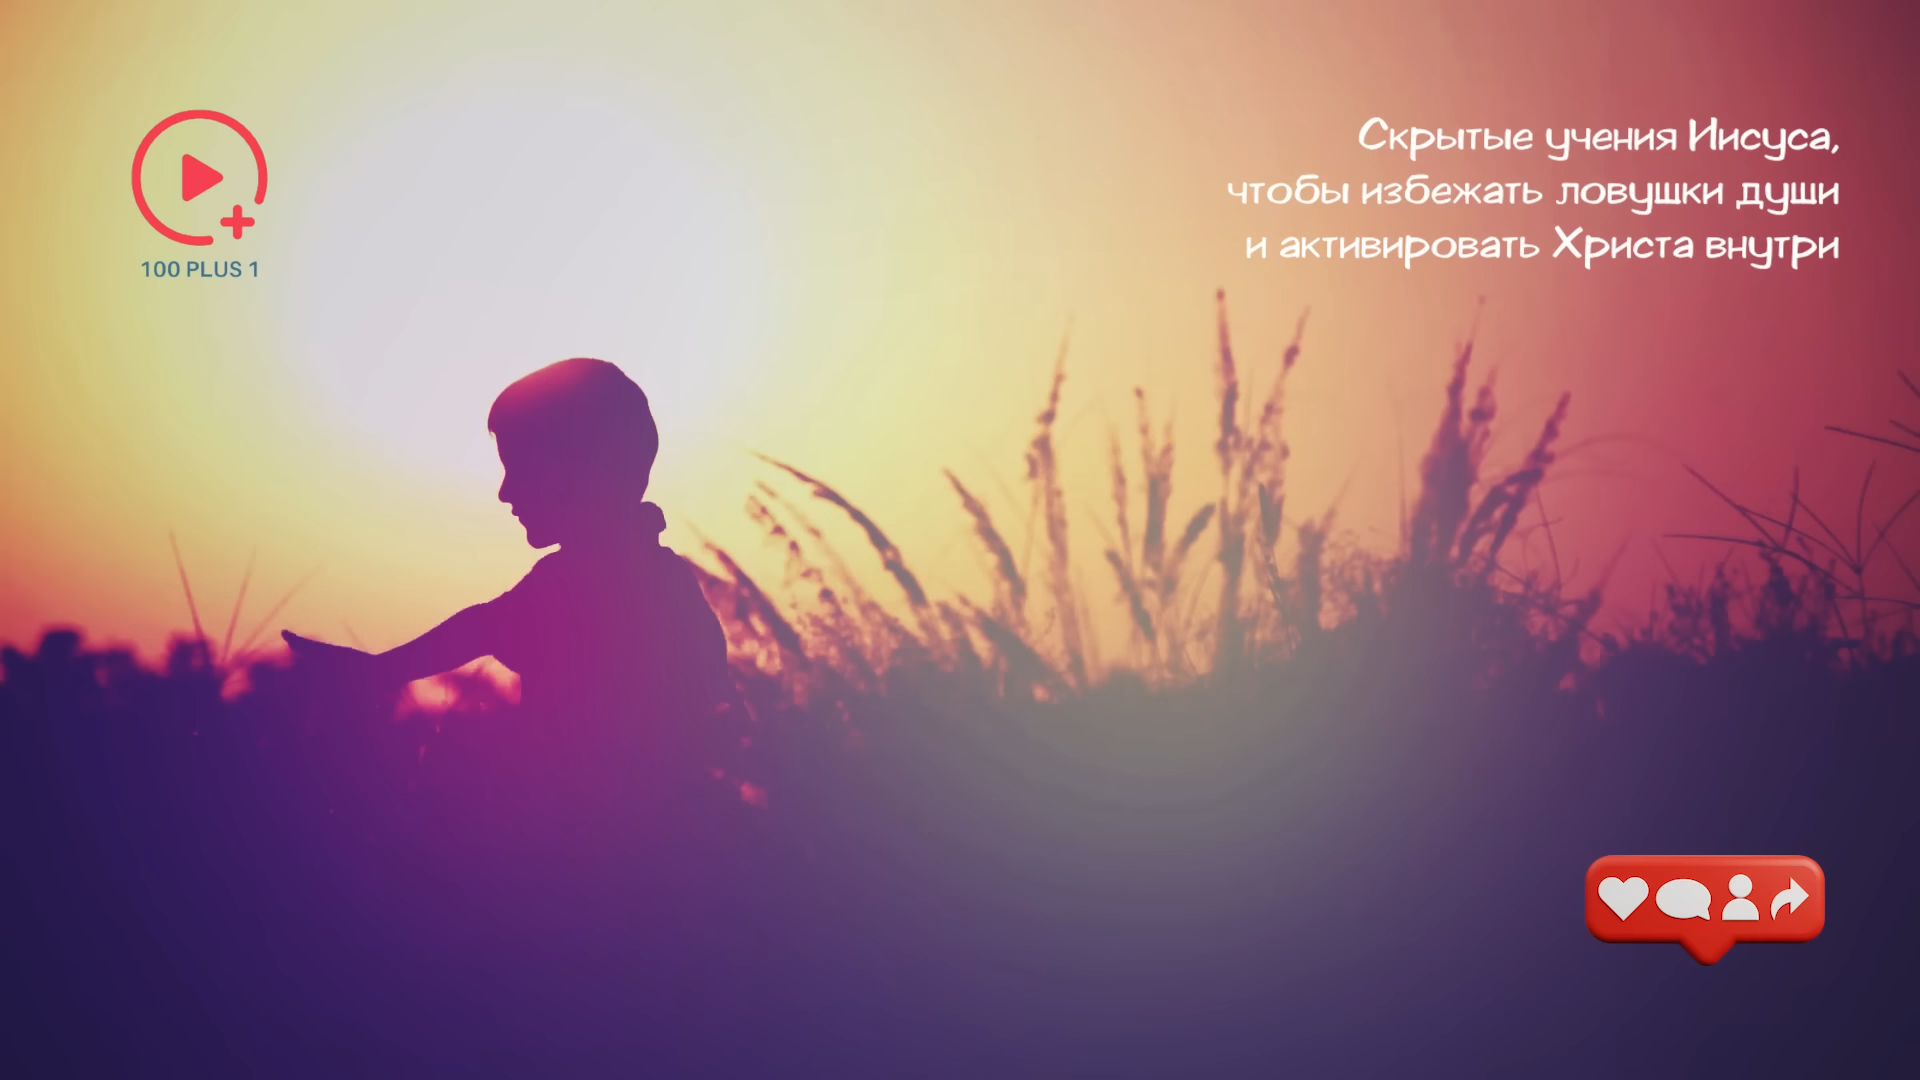 100 PLUS 1
Скрытые учения Иисуса,
чтобы избежать ловушки души
и активировать Христа внутри